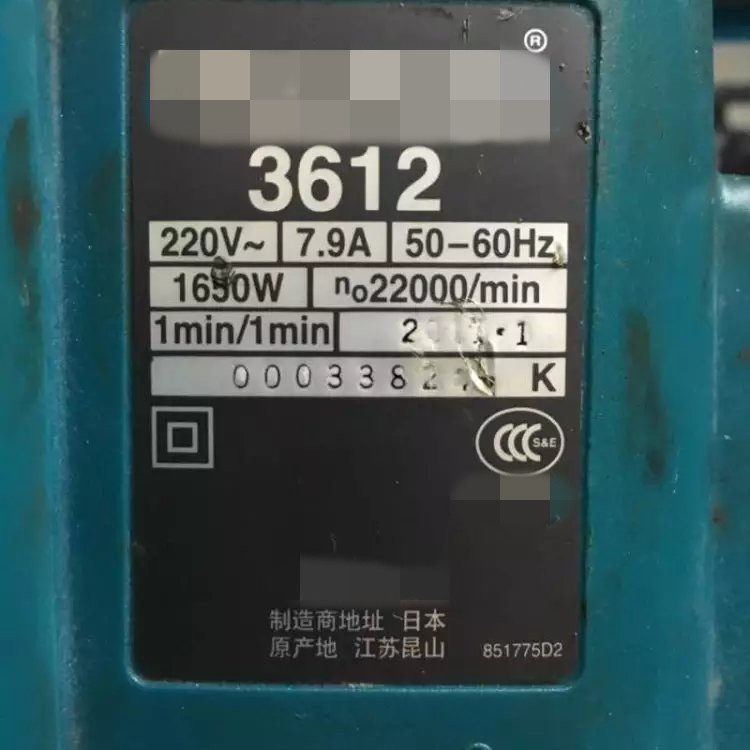 ®
3612
220V~ 7.9A 50-60Hz
1650W no22000/min
1min/1min
K
CCC S&E
制造商地址 日本
原产地 江苏昆山 851775D2